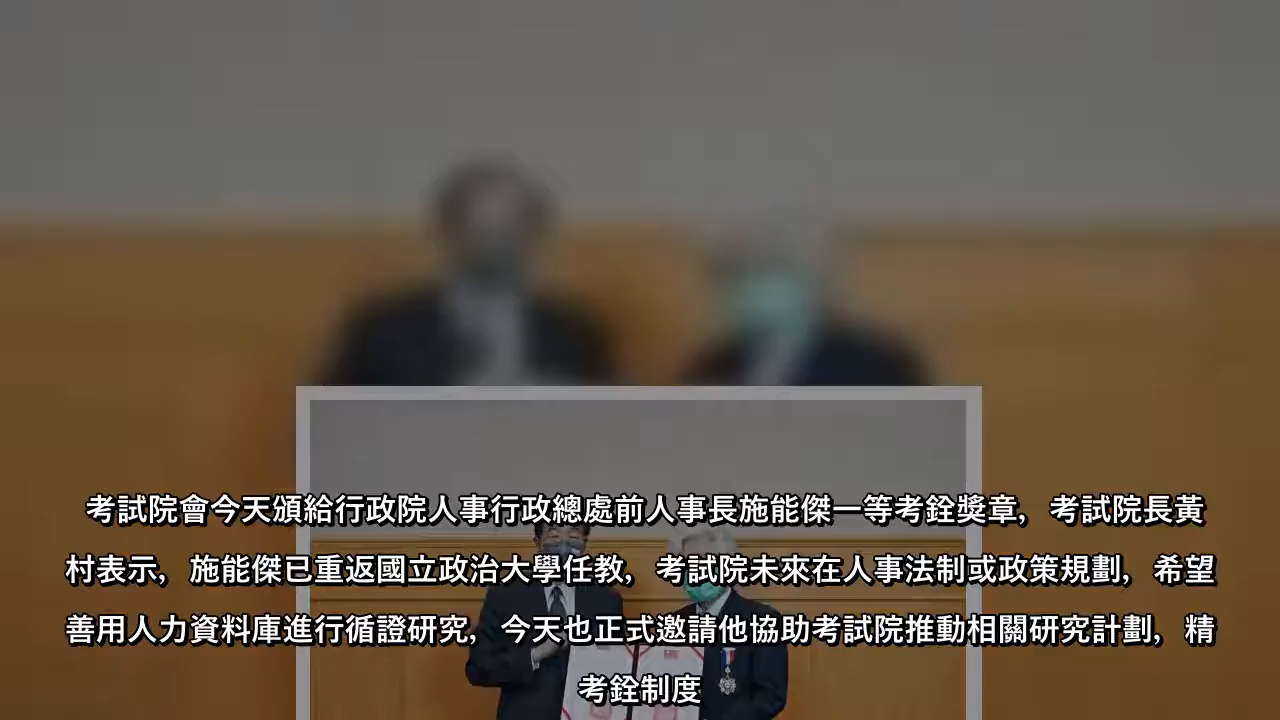 考試院會今天頒給行政院人事行政總處前人事長施能傑一等考銓獎章，考試院長黃
村表示，施能傑已重返國立政治大學任教，考試院未來在人事法制或政策規劃，希望
善用人力資料庫進行循證研究，今天也正式邀請他協助考試院推動相關研究計劃，精
考銓制度